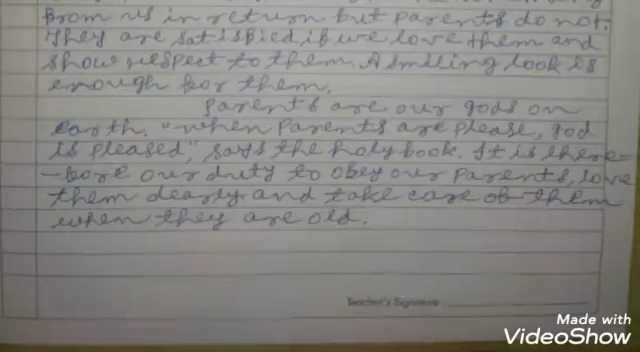 from us in return but parents do not.
They are satisfied, if we love them and
show respect to them. A smiling look is
enough for them.
Parents are our gods on
earth. "when parents are please, god
is pleased," says the holy book. It is there-
-fore our duty to obey our parents, love
them dearly and take care of them
when they are old.
Teacher's Signature
Made with
VideoShow